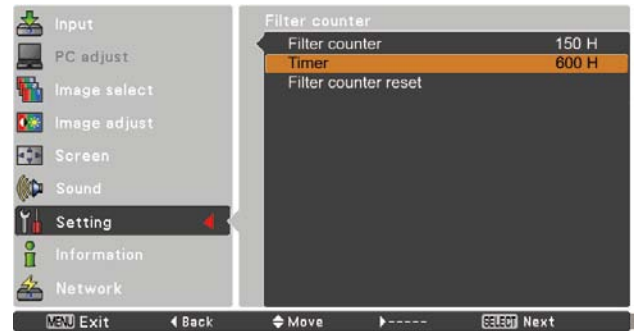 Input
PC adjust
Image select
Image adjust
Screen
Sound
Setting
Information
Network
Filter counter
Filter counter 150 H
Timer 600 H
Filter counter reset
MENU Exit Back Move ----- SELECT Next